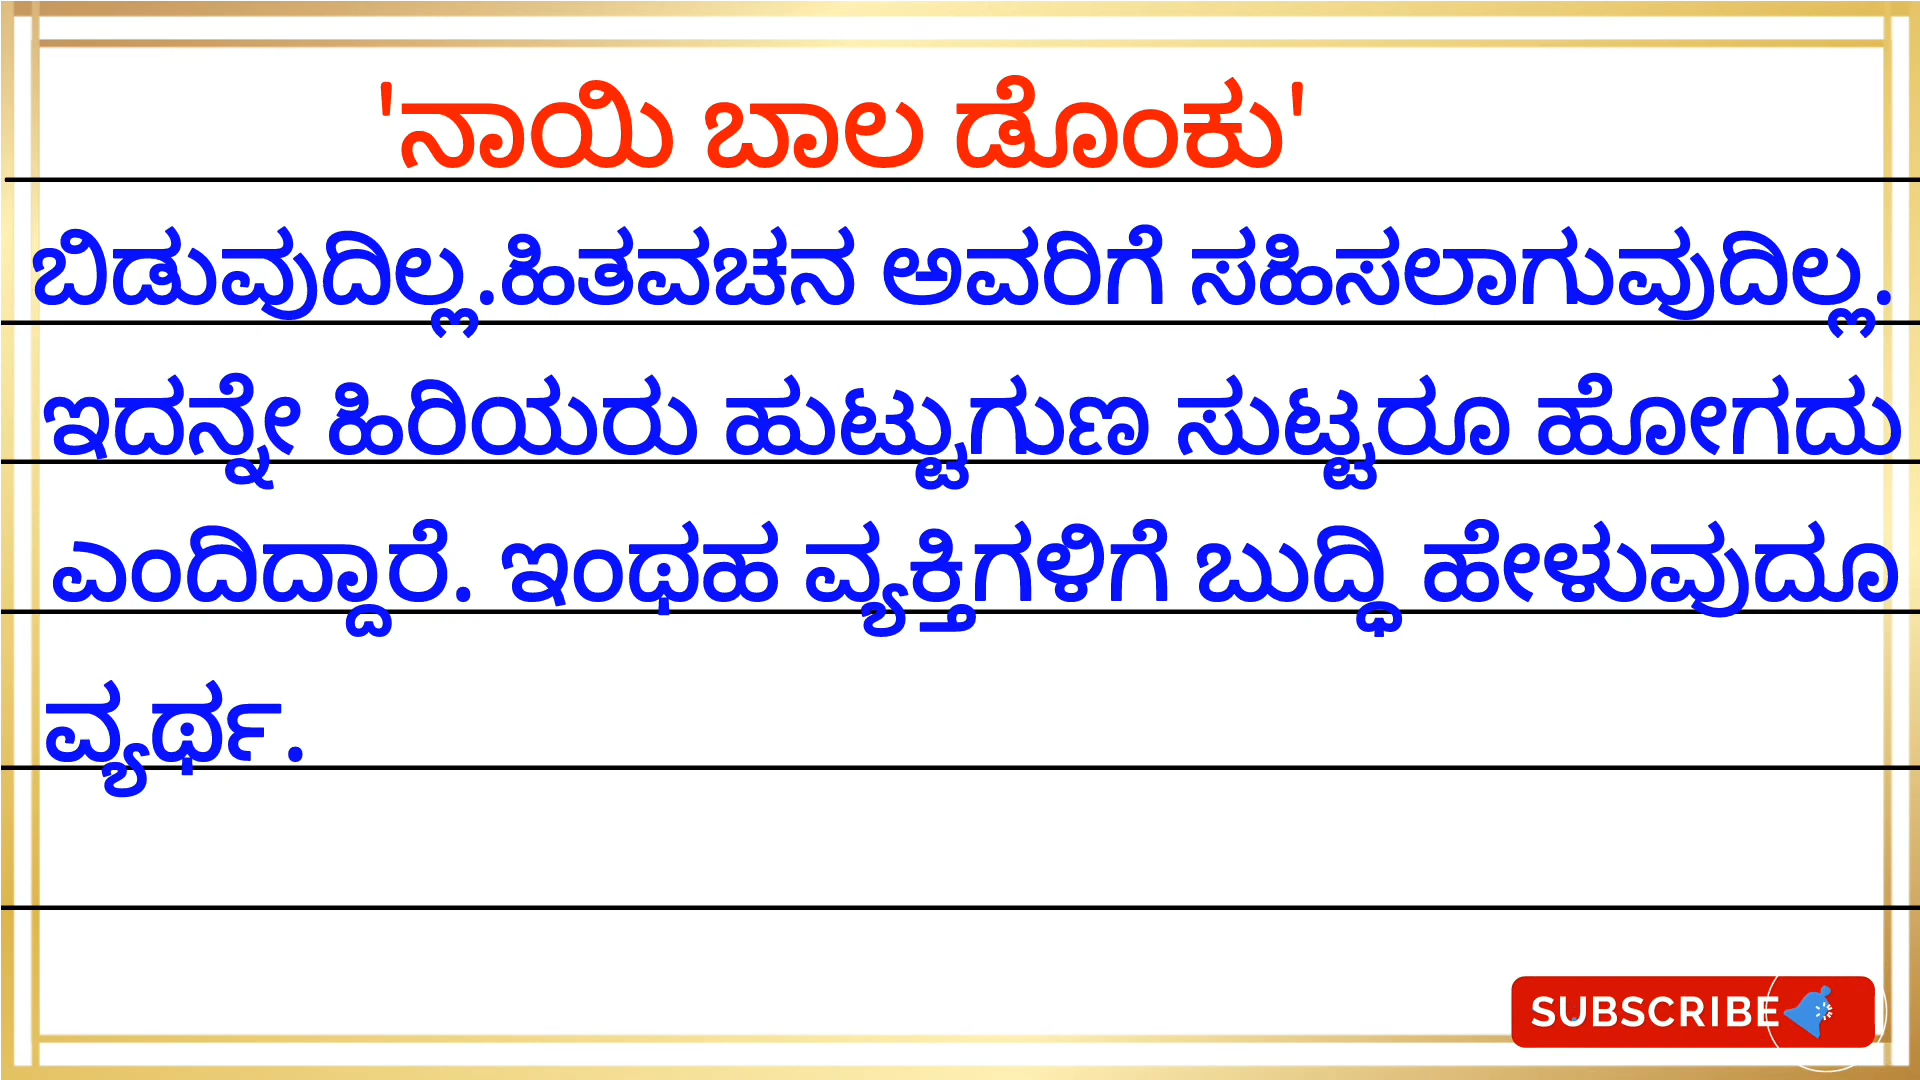 'ನಾಯಿ ಬಾಲ ಡೊಂಕು'
ಬಿಡುವುದಿಲ್ಲ.ಹಿತವಚನ ಅವರಿಗೆ ಸಹಿಸಲಾಗುವುದಿಲ್ಲ.
ಇದನ್ನೇ ಹಿರಿಯರು ಹುಟ್ಟುಗುಣ ಸುಟ್ಟರೂ ಹೋಗದು
ಎಂದಿದ್ದಾರೆ. ಇಂಥಹ ವ್ಯಕ್ತಿಗಳಿಗೆ ಬುದ್ಧಿ ಹೇಳುವುದೂ
ವ್ಯರ್ಥ.
SUBSCRIBE